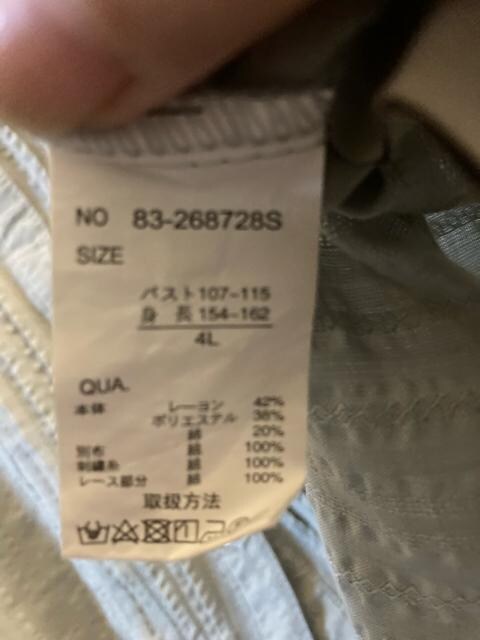 NO 83-268728S
SIZE
バスト107-115
身 長154-162
4L
QUA.
本体 レーヨン 42%
ポリエステル 38%
綿 20%
別布 綿 100%
刺繍糸 綿 100%
レース部分 綿 100%
取扱方法